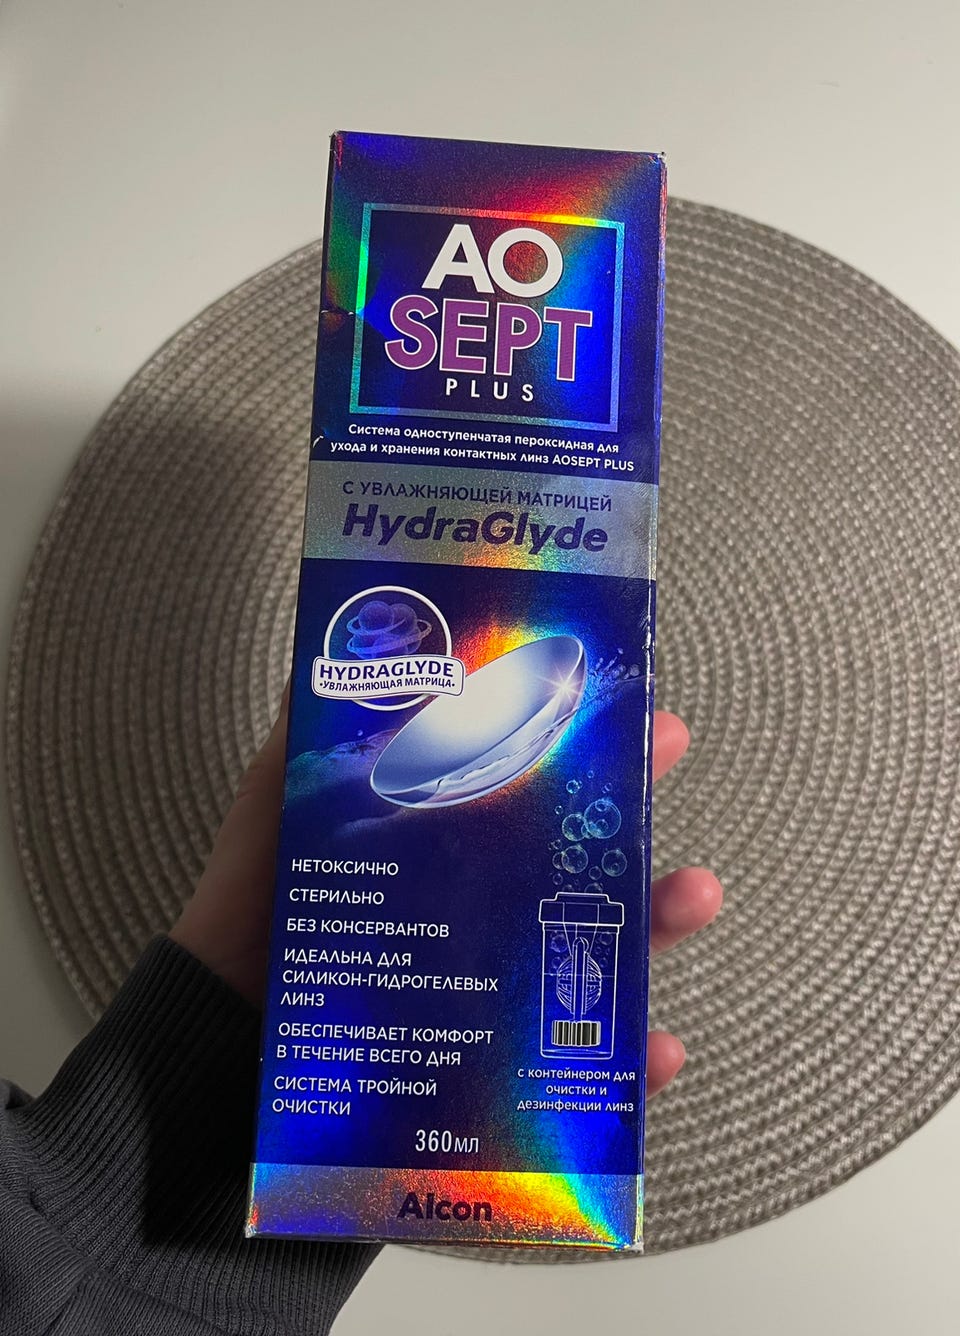 AO
SEPT
PLUS
Система одноступенчатая пероксидная для
ухода и хранения контактных линз AOSEPT PLUS
С УВЛАЖНЯЮЩЕЙ МАТРИЦЕЙ
HydraGlyde
HYDRAGLYDE
•УВЛАЖНЯЮЩАЯ МАТРИЦА•
НЕТОКСИЧНО
СТЕРИЛЬНО
БЕЗ КОНСЕРВАНТОВ
ИДЕАЛЬНА ДЛЯ
СИЛИКОН-ГИДРОГЕЛЕВЫХ
ЛИНЗ
ОБЕСПЕЧИВАЕТ КОМФОРТ
В ТЕЧЕНИЕ ВСЕГО ДНЯ
СИСТЕМА ТРОЙНОЙ
ОЧИСТКИ
с контейнером для
очистки и
дезинфекции линз
360мл
Alcon